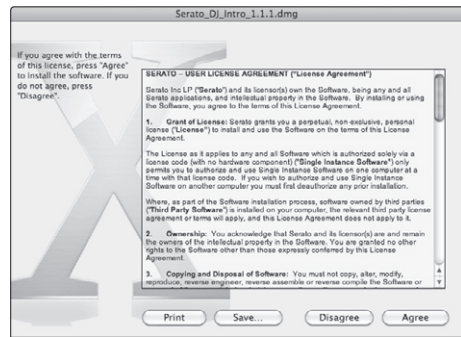 Serato_DJ_Intro_1.1.1.dmg
If you agree with the terms
of this license, press "Agree"
to install the software. If you
do not agree, press
"Disagree".
SERATO – USER LICENSE AGREEMENT ("License Agreement")
Serato Inc LP ("Serato") and its licensor(s) own the Software, being any and all
Serato applications, and intellectual property in the Software. By installing or using
the Software, you agree to the terms of this License Agreement.
1. Grant of License: Serato grants you a perpetual, non-exclusive, personal
license ("License") to install and use the Software on the terms of this License
Agreement.
The License as it applies to any and all Software which is authorized solely via a
license code (with no hardware component) ("Single Instance Software") only
permits you to authorize and use Single Instance Software on one computer at a
time with that license code. If you wish to authorize and use Single Instance
Software on another computer you must first deauthorize any prior installation.
Where, as part of the Software installation process, software owned by third parties
("Third Party Software") is installed on your computer, the relevant third party license
agreement or terms will apply, and this License Agreement does not apply to it.
2. Ownership: You acknowledge that Serato and its licensor(s) are and remain
the owners of the intellectual property in the Software. You are granted no other
rights to the Software other than those expressly conferred by this License
Agreement.
3. Copying and Disposal of Software: You must not copy, alter, modify,
reproduce, reverse engineer, reverse assemble or reverse compile the Software or
Print Save... Disagree Agree